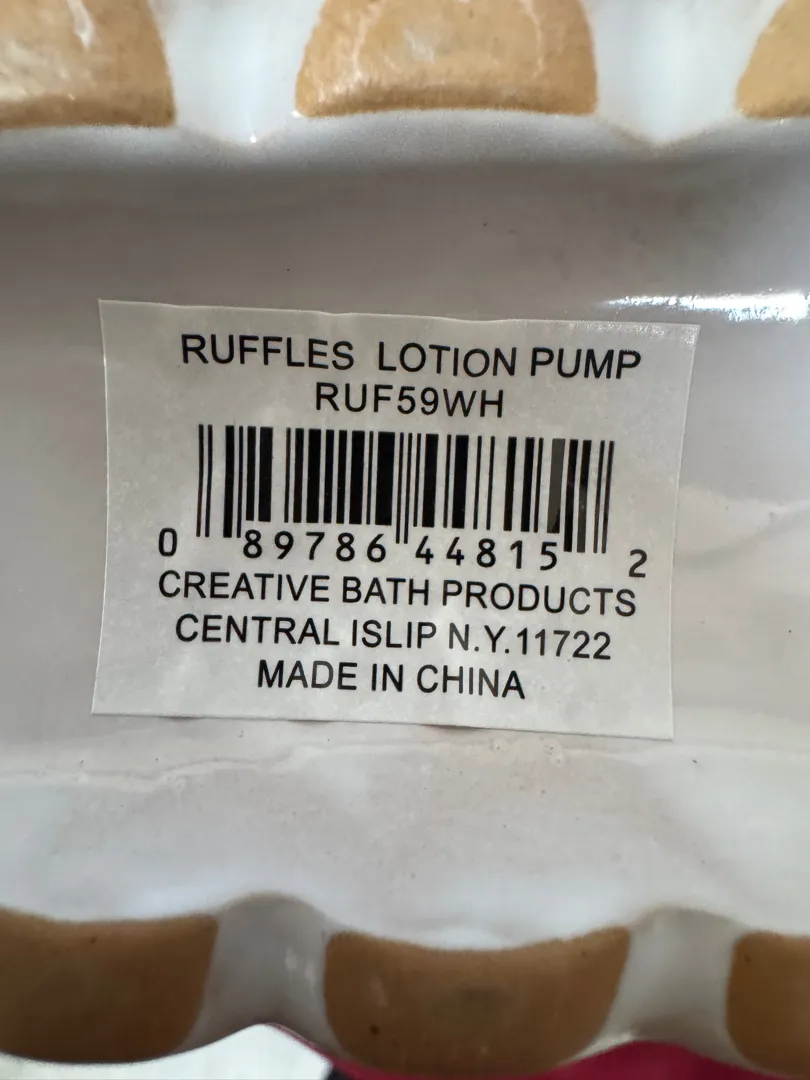 RUFFLES LOTION PUMP
RUF59WH
0 89786 44815 2
CREATIVE BATH PRODUCTS
CENTRAL ISLIP N.Y.11722
MADE IN CHINA